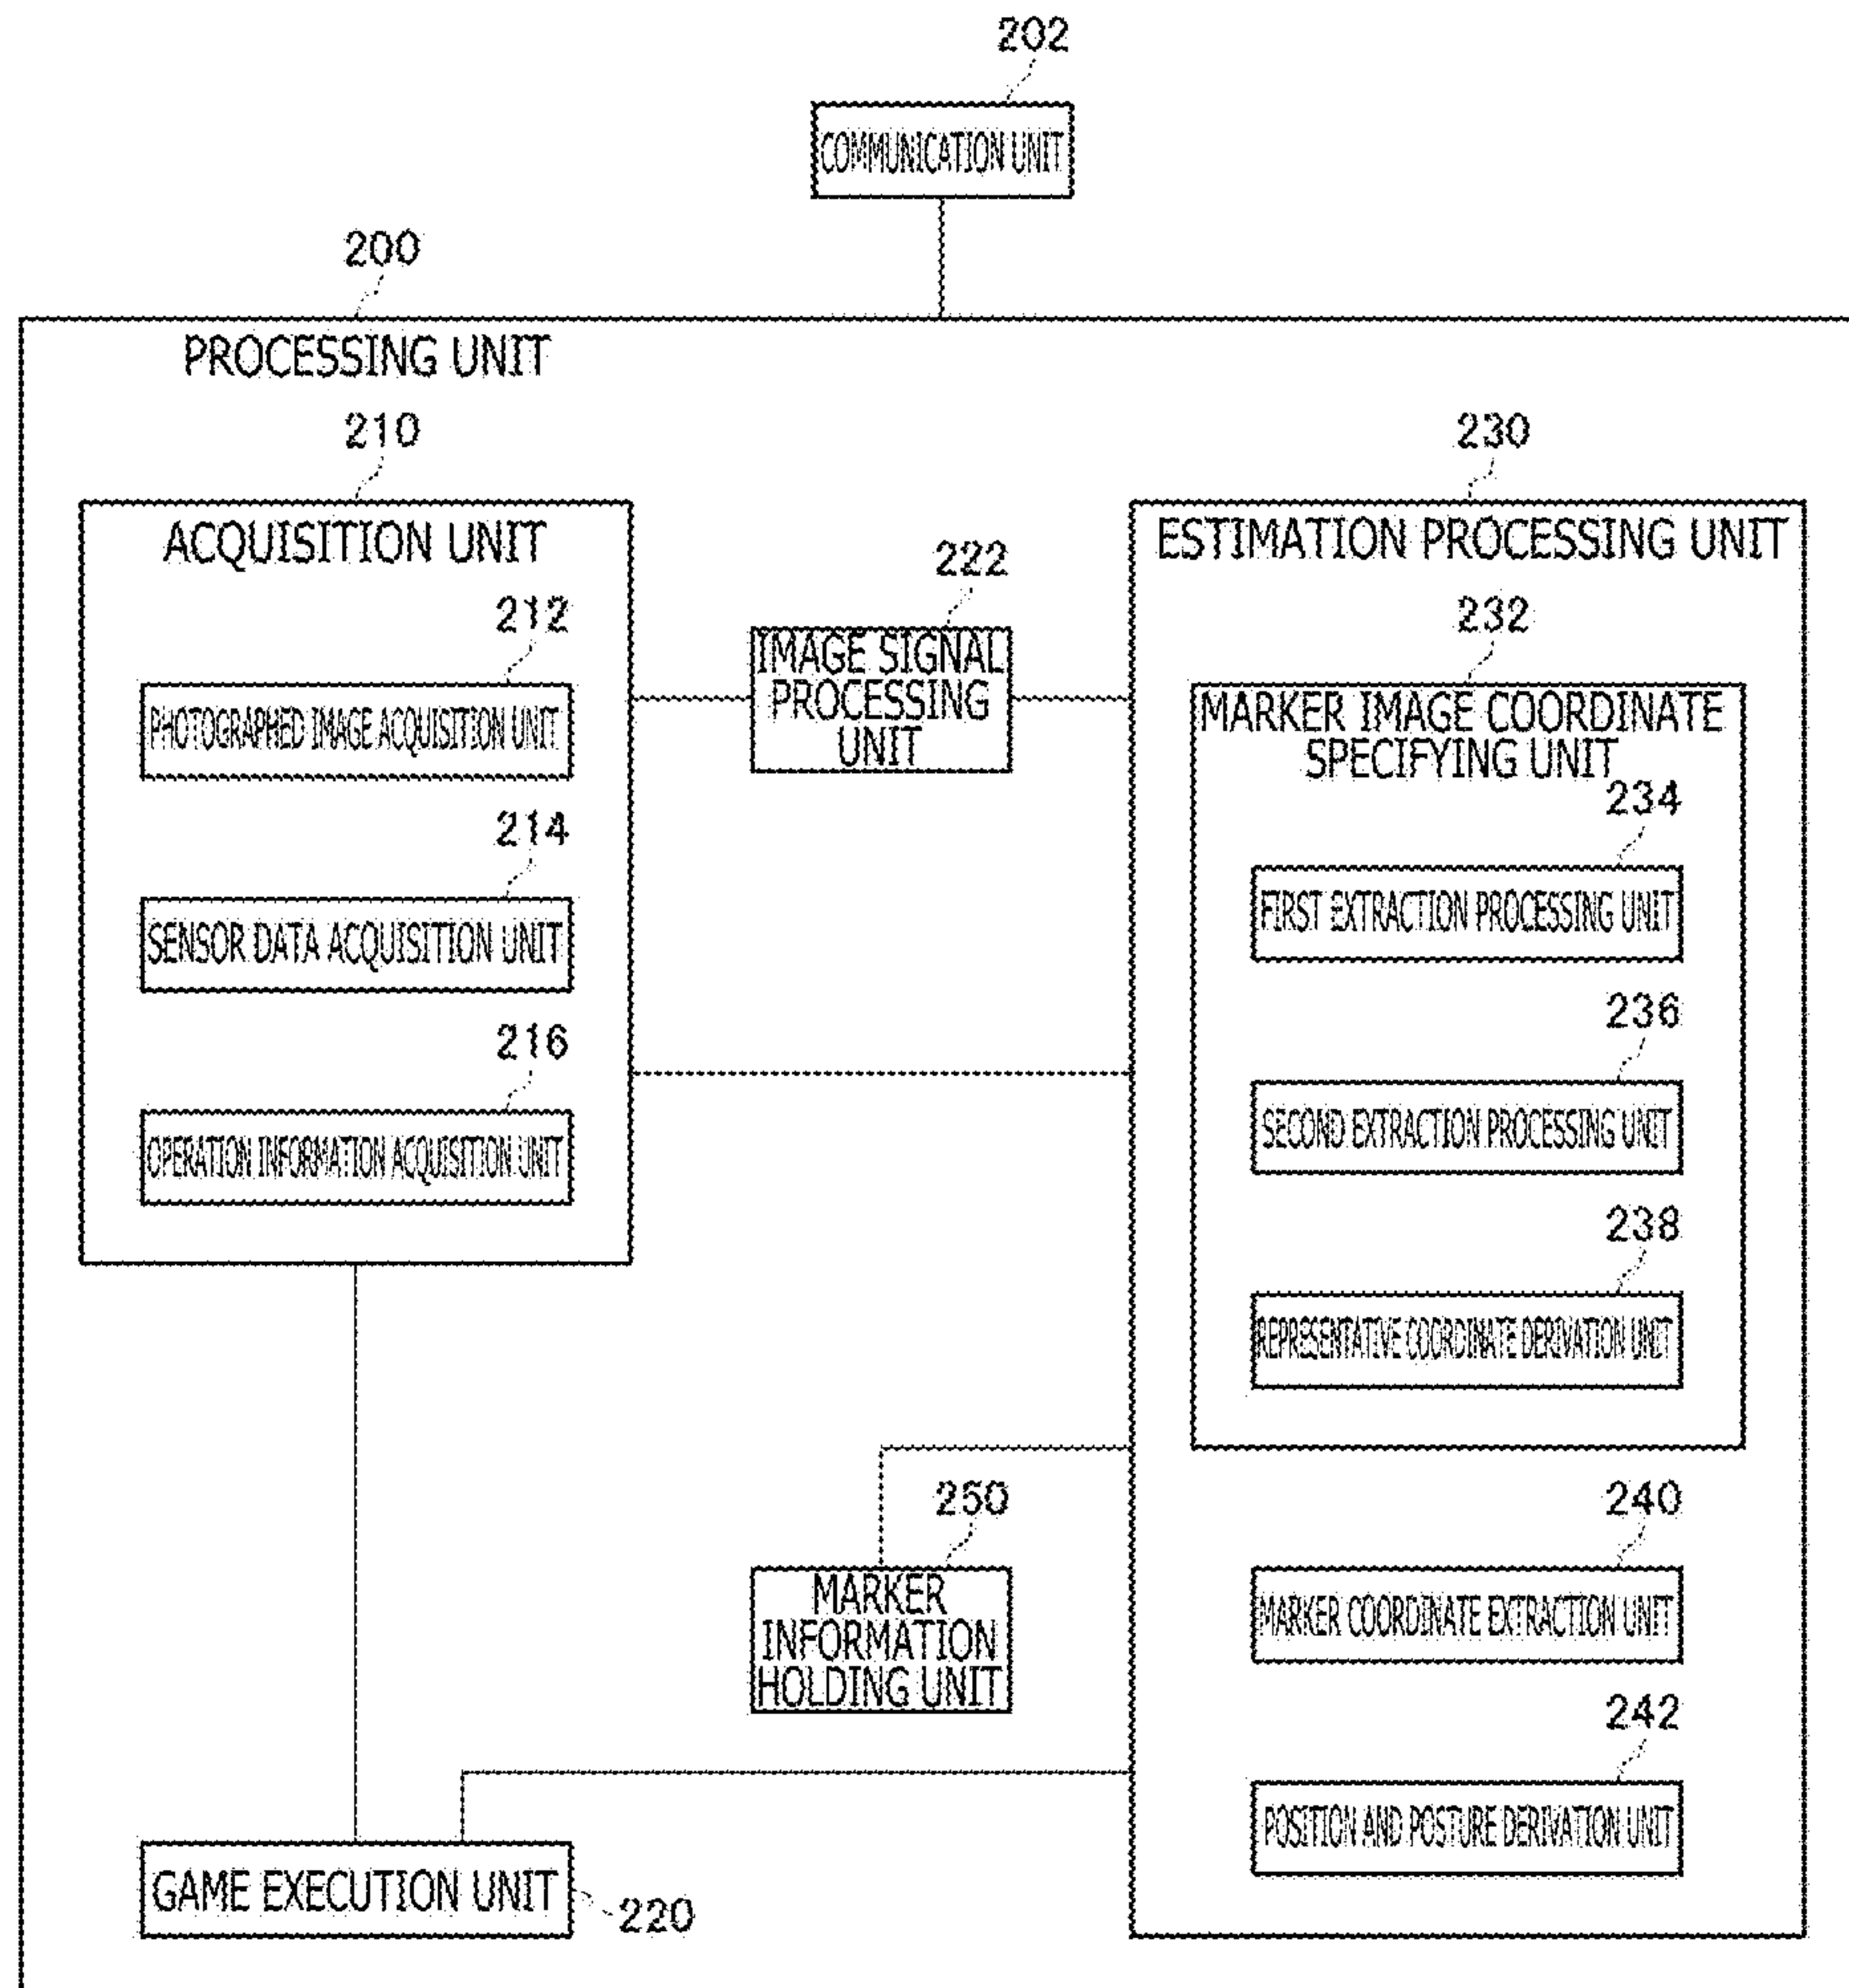 202
COMMUNICATION UNIT
200
PROCESSING UNIT
210
ACQUISITION UNIT
212
PHOTOGRAPHED IMAGE ACQUISITION UNIT
214
SENSOR DATA ACQUISITION UNIT
216
OPERATION INFORMATION ACQUISITION UNIT
222
IMAGE SIGNAL
PROCESSING
UNIT
230
ESTIMATION PROCESSING UNIT
232
MARKER IMAGE COORDINATE
SPECIFYING UNIT
234
FIRST EXTRACTION PROCESSING UNIT
236
SECOND EXTRACTION PROCESSING UNIT
238
REPRESENTATIVE COORDINATE DERIVATION UNIT
250
MARKER
INFORMATION
HOLDING UNIT
240
MARKER COORDINATE EXTRACTION UNIT
242
POSITION AND POSTURE DERIVATION UNIT
GAME EXECUTION UNIT
220